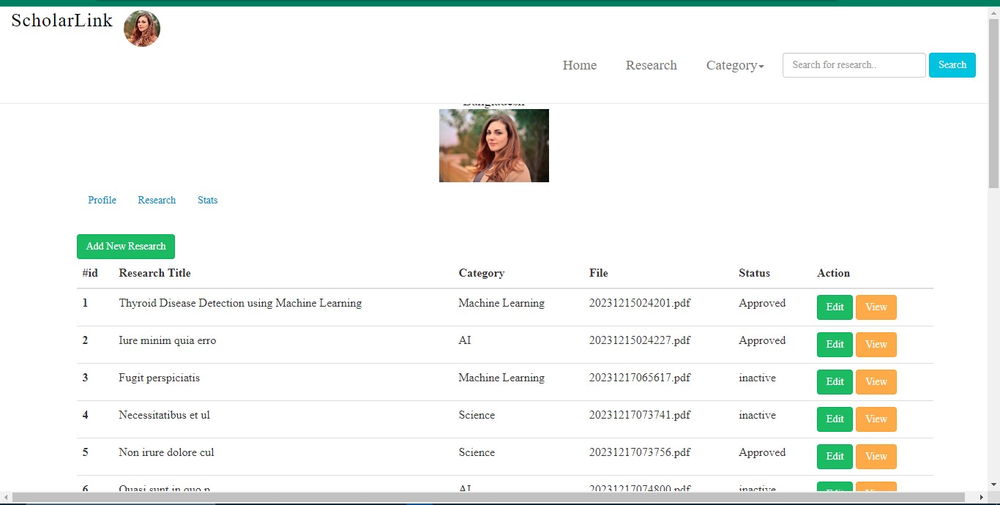 ScholarLink
Home Research Category Search for research.. Search
Bangladesh
Profile Research Stats
Add New Research
#id Research Title Category File Status Action
1 Thyroid Disease Detection using Machine Learning Machine Learning 20231215024201.pdf Approved Edit View
2 Iure minim quia erro AI 20231215024227.pdf Approved Edit View
3 Fugit perspiciatis Machine Learning 20231217065617.pdf inactive Edit View
4 Necessitatibus et ul Science 20231217073741.pdf inactive Edit View
5 Non irure dolore cul Science 20231217073756.pdf Approved Edit View
6 Quasi sunt in quo p AI 20231217074800.pdf inactive Edit View